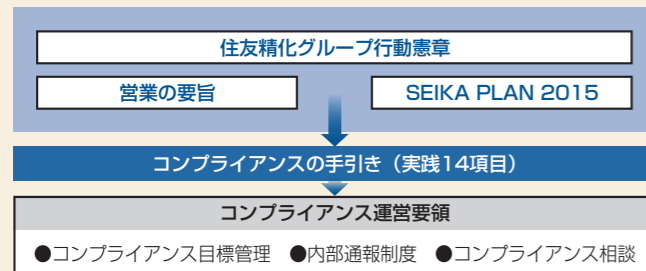 住友精化グループ行動憲章
営業の要旨
SEIKA PLAN 2015
コンプライアンスの手引き（実践14項目）
コンプライアンス運営要領
●コンプライアンス目標管理 ●内部通報制度 ●コンプライアンス相談